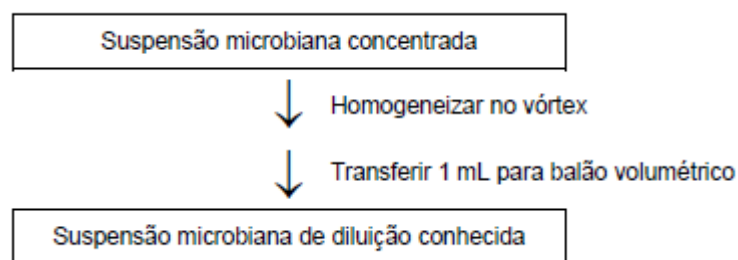 Suspensão microbiana concentrada
Homogeneizar no vórtex
Transferir 1 mL para balão volumétrico
Suspensão microbiana de diluição conhecida